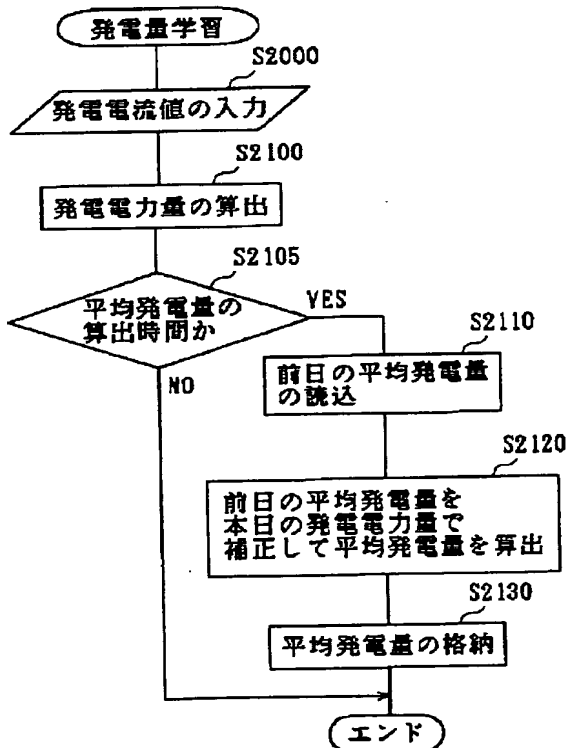 発電量学習
S2000
発電電流値の入力
S2100
発電電力量の算出
S2105
平均発電量の
算出時間か
YES
NO
S2110
前日の平均発電量
の読込
S2120
前日の平均発電量を
本日の発電電力量で
補正して平均発電量を算出
S2130
平均発電量の格納
エンド